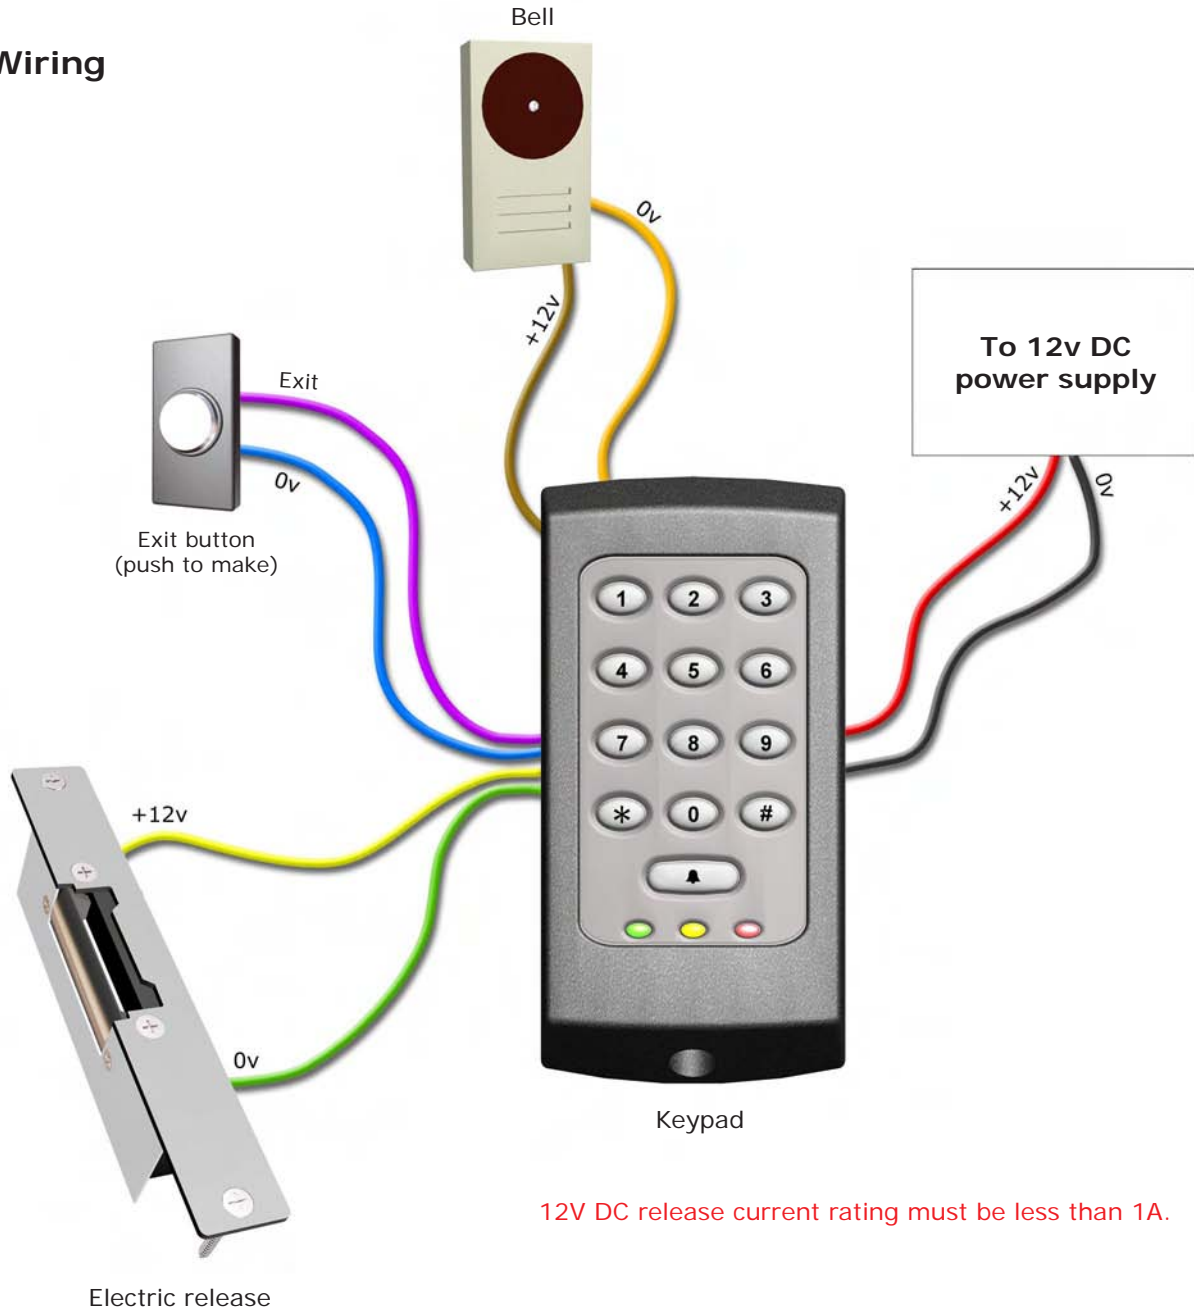 Bell
Wiring
0v
+12v
To 12v DC
power supply
Exit
0v
+12v
0v
Exit button
(push to make)
1 2 3
4 5 6
7 8 9
* 0 #
+12v
0v
Keypad
12V DC release current rating must be less than 1A.
Electric release